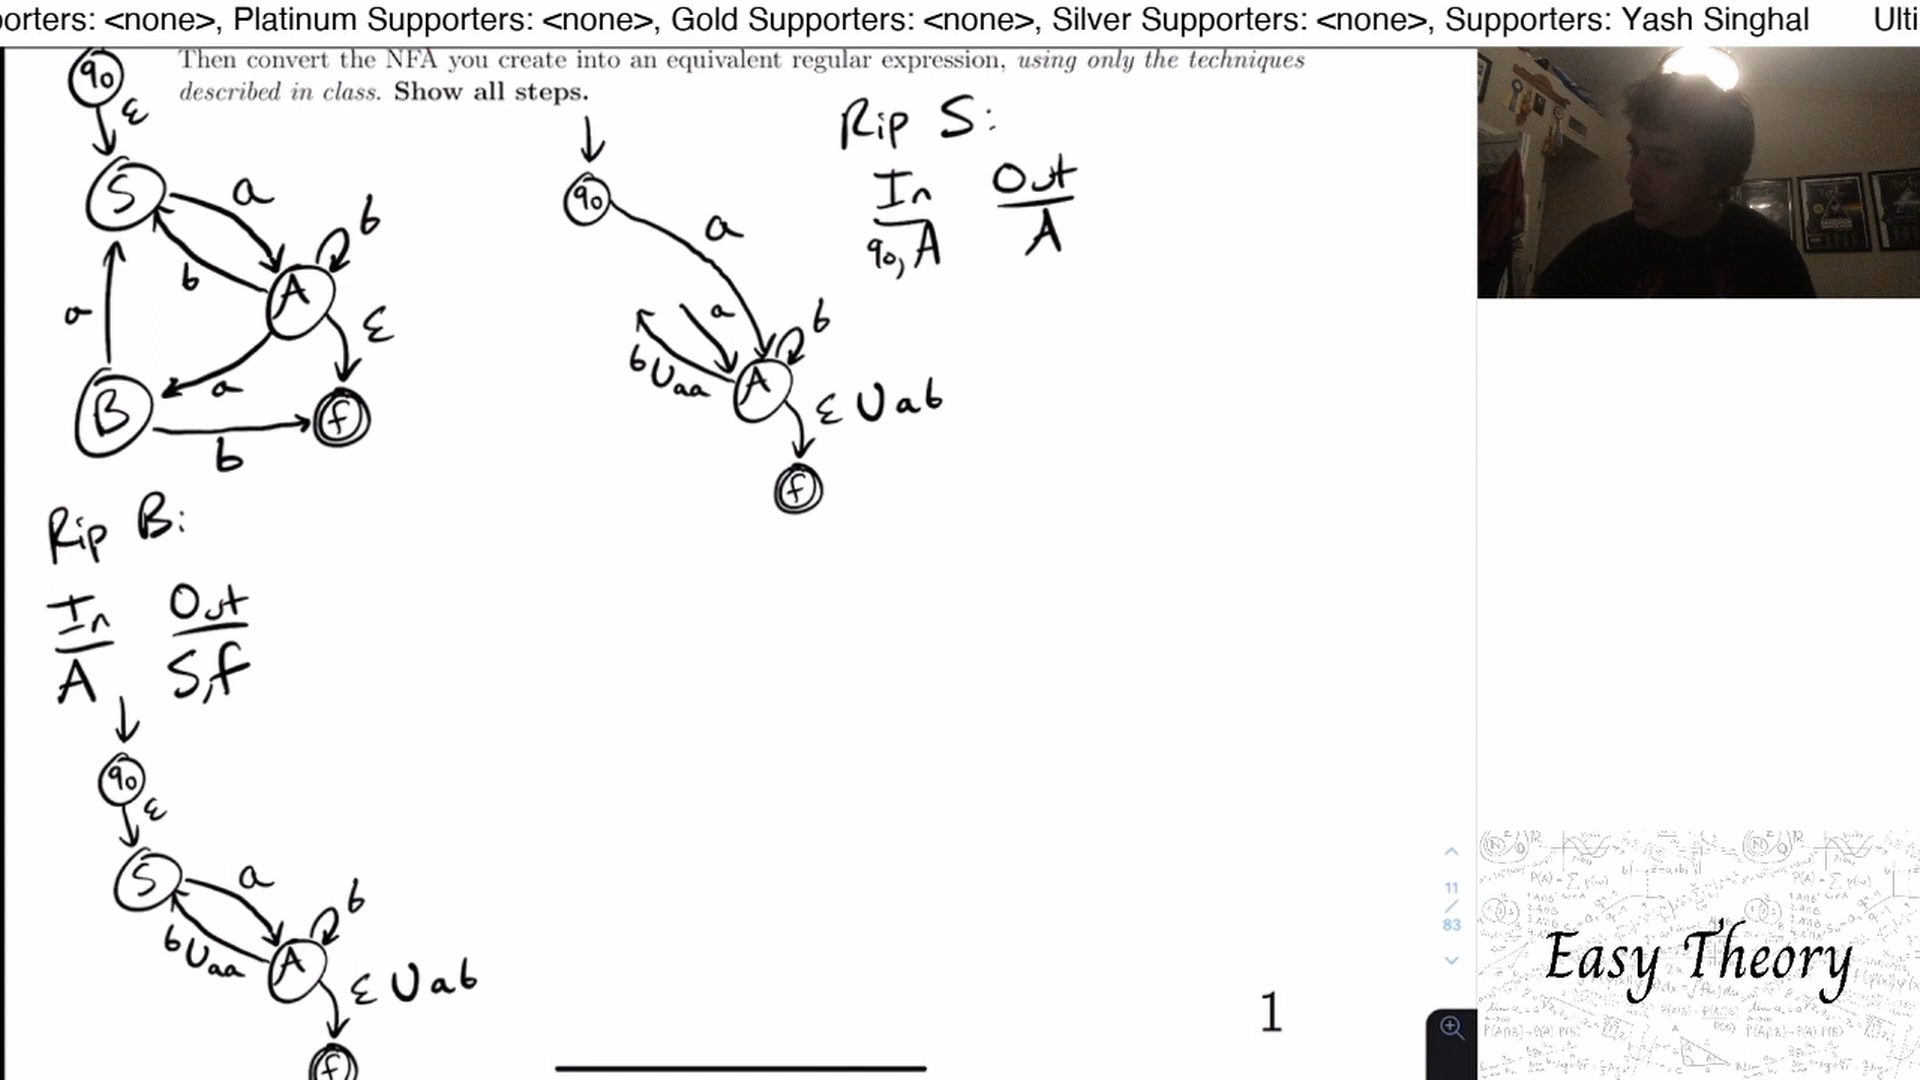 orters: <none>, Platinum Supporters: <none>, Gold Supporters: <none>, Silver Supporters: <none>, Supporters: Yash Singhal Ulti
Then convert the NFA you create into an equivalent regular expression, using only the techniques
described in class. Show all steps.
q0
ε
S
a
b
b
A
ε
a
a
B
b
f
Rip B:
In Out
A S,f
q0
ε
S
a
b
b∪aa
A
ε ∪ ab
f
q0
a
a
b
b∪aa
A
ε ∪ ab
f
Rip S:
In Out
q0, A A
1
11
/
83
Easy Theory